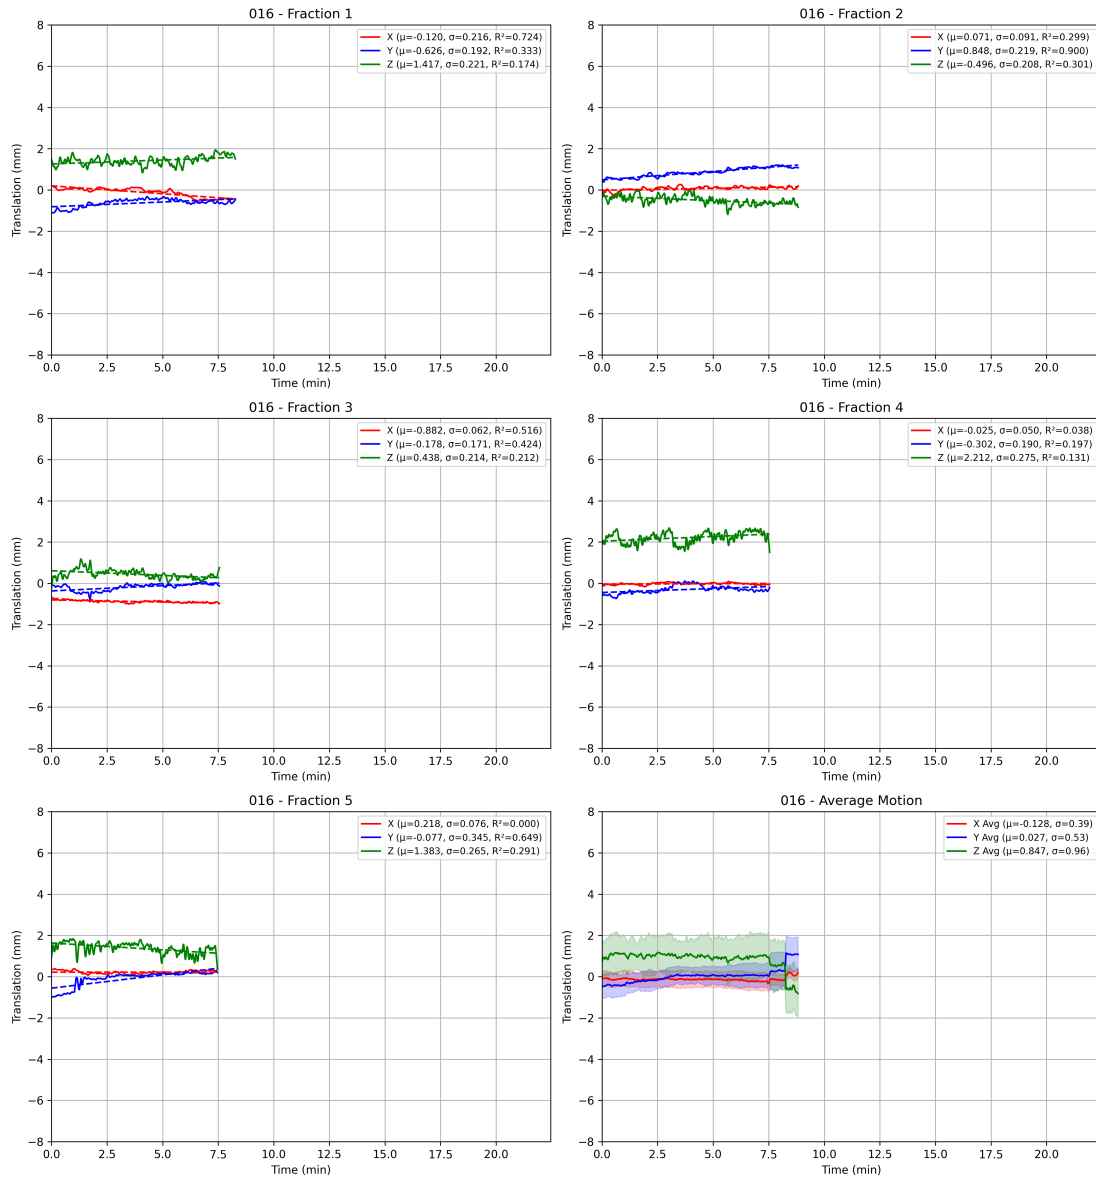 016 - Fraction 1
X (μ=-0.120, σ=0.216, R²=0.724)
Y (μ=-0.626, σ=0.192, R²=0.333)
Z (μ=1.417, σ=0.221, R²=0.174)
Translation (mm)
8
6
4
2
0
−2
−4
−6
−8
0.0 2.5 5.0 7.5 10.0 12.5 15.0 17.5 20.0
Time (min)
016 - Fraction 2
X (μ=0.071, σ=0.091, R²=0.299)
Y (μ=0.848, σ=0.219, R²=0.900)
Z (μ=-0.496, σ=0.208, R²=0.301)
Translation (mm)
8
6
4
2
0
−2
−4
−6
−8
0.0 2.5 5.0 7.5 10.0 12.5 15.0 17.5 20.0
Time (min)
016 - Fraction 3
X (μ=-0.882, σ=0.062, R²=0.516)
Y (μ=-0.178, σ=0.171, R²=0.424)
Z (μ=0.438, σ=0.214, R²=0.212)
Translation (mm)
8
6
4
2
0
−2
−4
−6
−8
0.0 2.5 5.0 7.5 10.0 12.5 15.0 17.5 20.0
Time (min)
016 - Fraction 4
X (μ=-0.025, σ=0.050, R²=0.038)
Y (μ=-0.302, σ=0.190, R²=0.197)
Z (μ=2.212, σ=0.275, R²=0.131)
Translation (mm)
8
6
4
2
0
−2
−4
−6
−8
0.0 2.5 5.0 7.5 10.0 12.5 15.0 17.5 20.0
Time (min)
016 - Fraction 5
X (μ=0.218, σ=0.076, R²=0.000)
Y (μ=-0.077, σ=0.345, R²=0.649)
Z (μ=1.383, σ=0.265, R²=0.291)
Translation (mm)
8
6
4
2
0
−2
−4
−6
−8
0.0 2.5 5.0 7.5 10.0 12.5 15.0 17.5 20.0
Time (min)
016 - Average Motion
X Avg (μ=-0.128, σ=0.39)
Y Avg (μ=0.027, σ=0.53)
Z Avg (μ=0.847, σ=0.96)
Translation (mm)
8
6
4
2
0
−2
−4
−6
−8
0.0 2.5 5.0 7.5 10.0 12.5 15.0 17.5 20.0
Time (min)